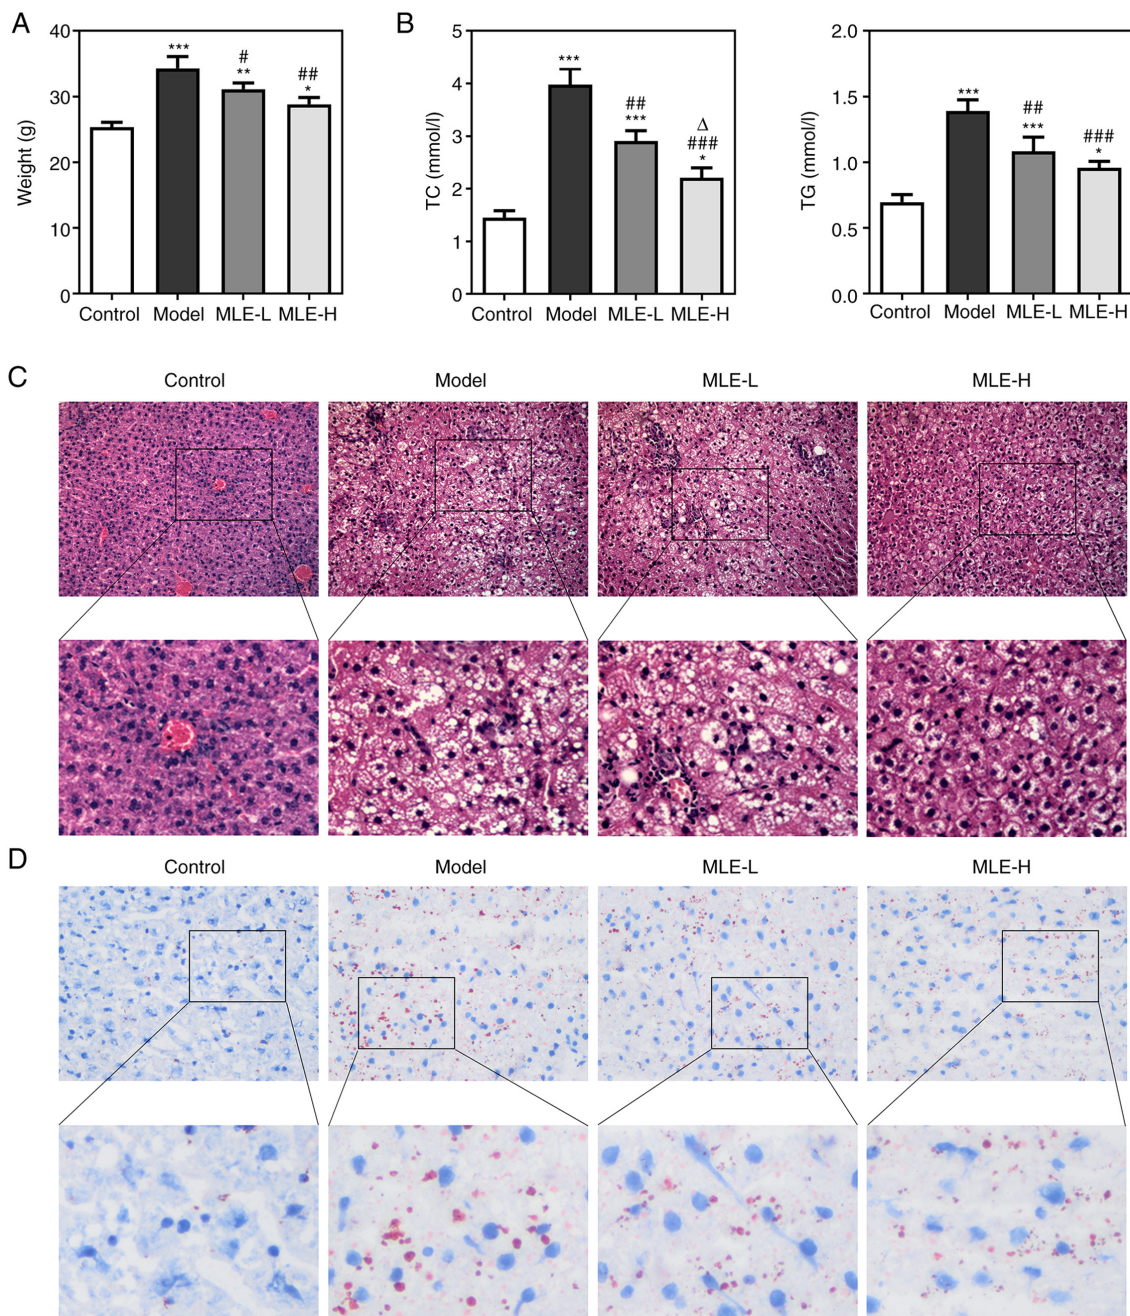 A
Weight (g)
40
30
20
10
0
***
#
**
##
*
Control Model MLE-L MLE-H
B
TC (mmol/l)
5
4
3
2
1
0
***
##
***
Δ
###
*
Control Model MLE-L MLE-H
TG (mmol/l)
2.0
1.5
1.0
0.5
0.0
***
##
***
###
*
Control Model MLE-L MLE-H
C
Control Model MLE-L MLE-H
D
Control Model MLE-L MLE-H